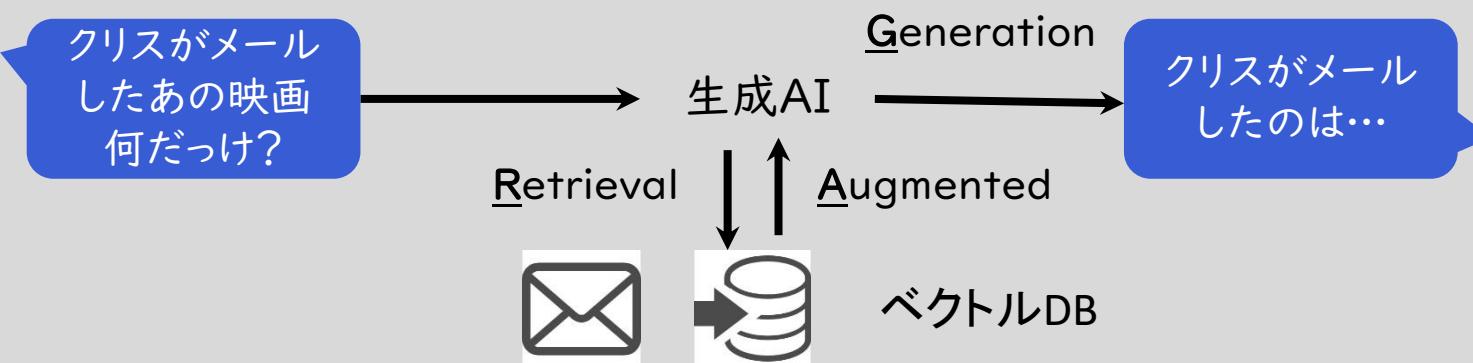 クリスがメール
したあの映画
何だっけ?
生成AI
Generation
クリスがメール
したのは…
Retrieval
Augmented
ベクトルDB